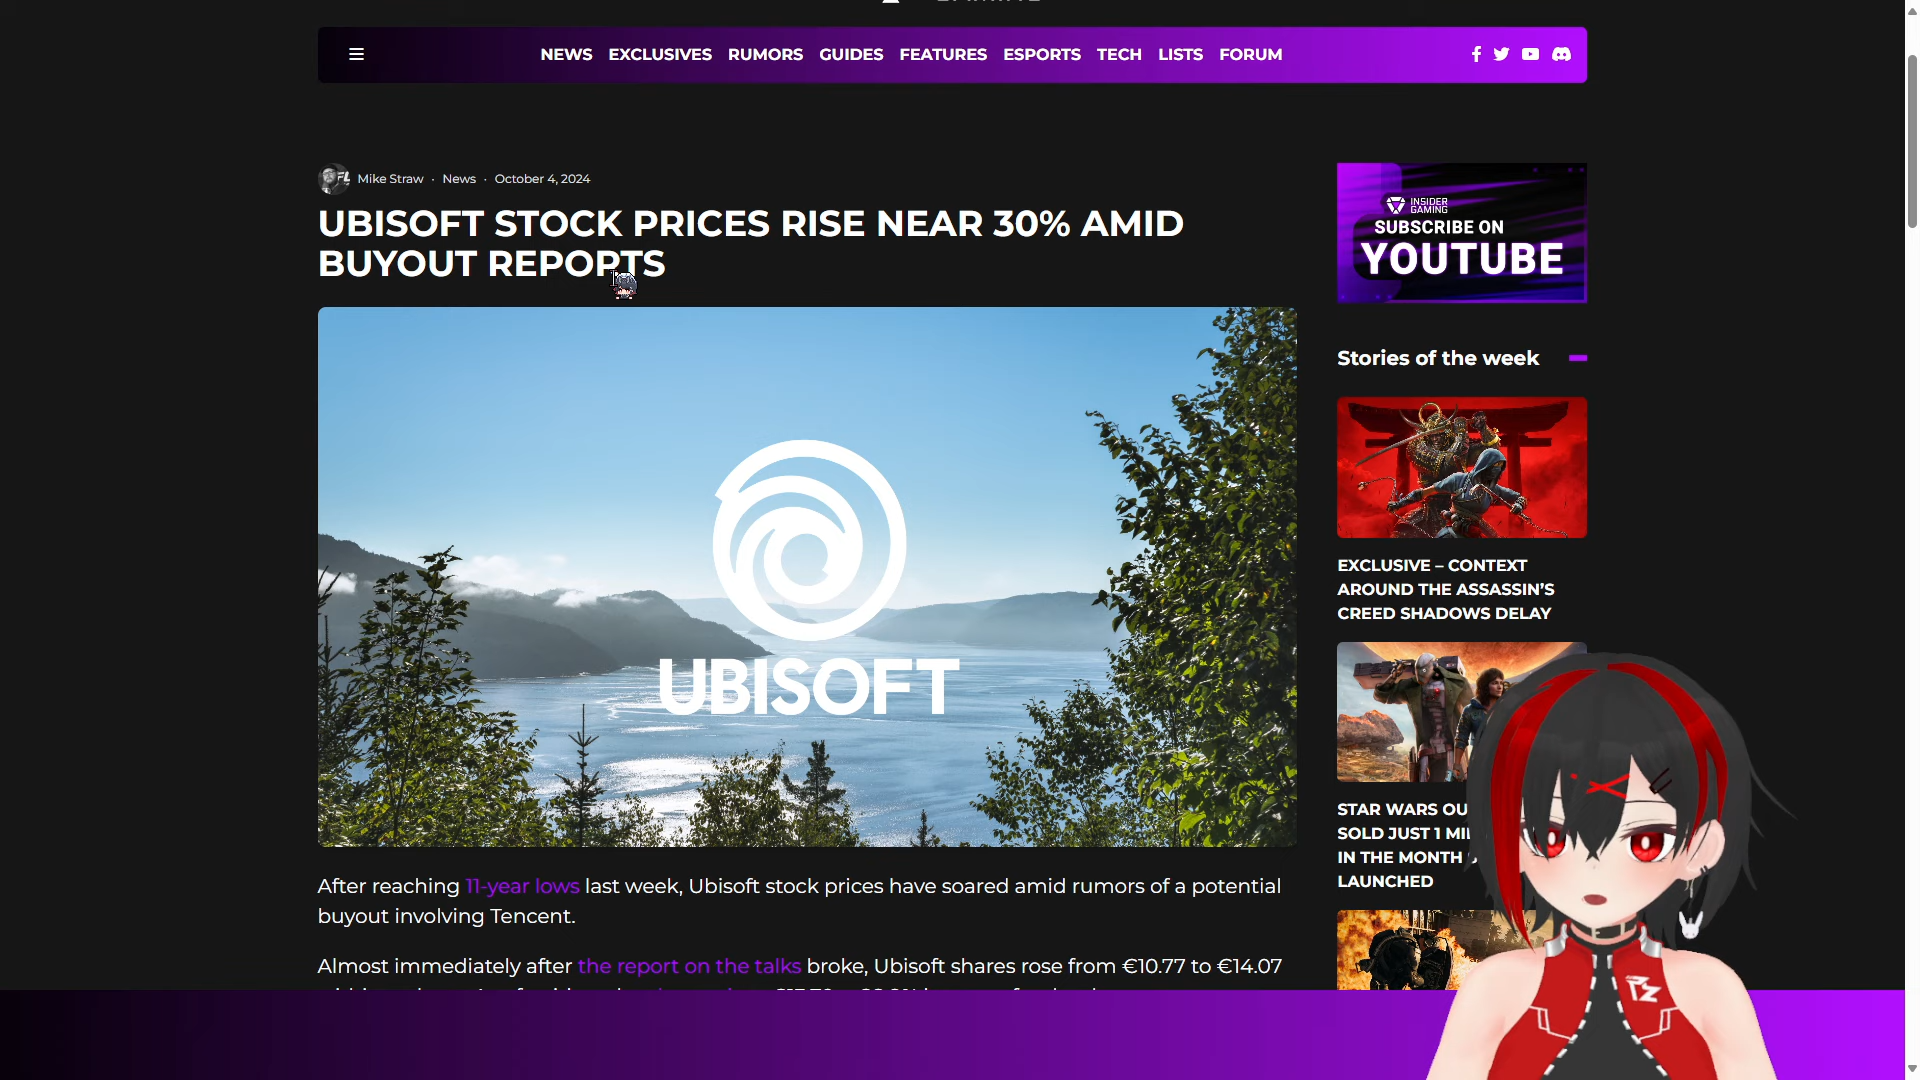 NEWS EXCLUSIVES RUMORS GUIDES FEATURES ESPORTS TECH LISTS FORUM
Mike Straw · News · October 4, 2024
UBISOFT STOCK PRICES RISE NEAR 30% AMID
BUYOUT REPORTS
UBISOFT
After reaching 11-year lows last week, Ubisoft stock prices have soared amid rumors of a potential
buyout involving Tencent.
Almost immediately after the report on the talks broke, Ubisoft shares rose from €10.77 to €14.07
INSIDER
GAMING
SUBSCRIBE ON
YOUTUBE
Stories of the week
EXCLUSIVE – CONTEXT
AROUND THE ASSASSIN'S
CREED SHADOWS DELAY
STAR WARS
SOLD JUST 1
IN THE MONTH
LAUNCHED